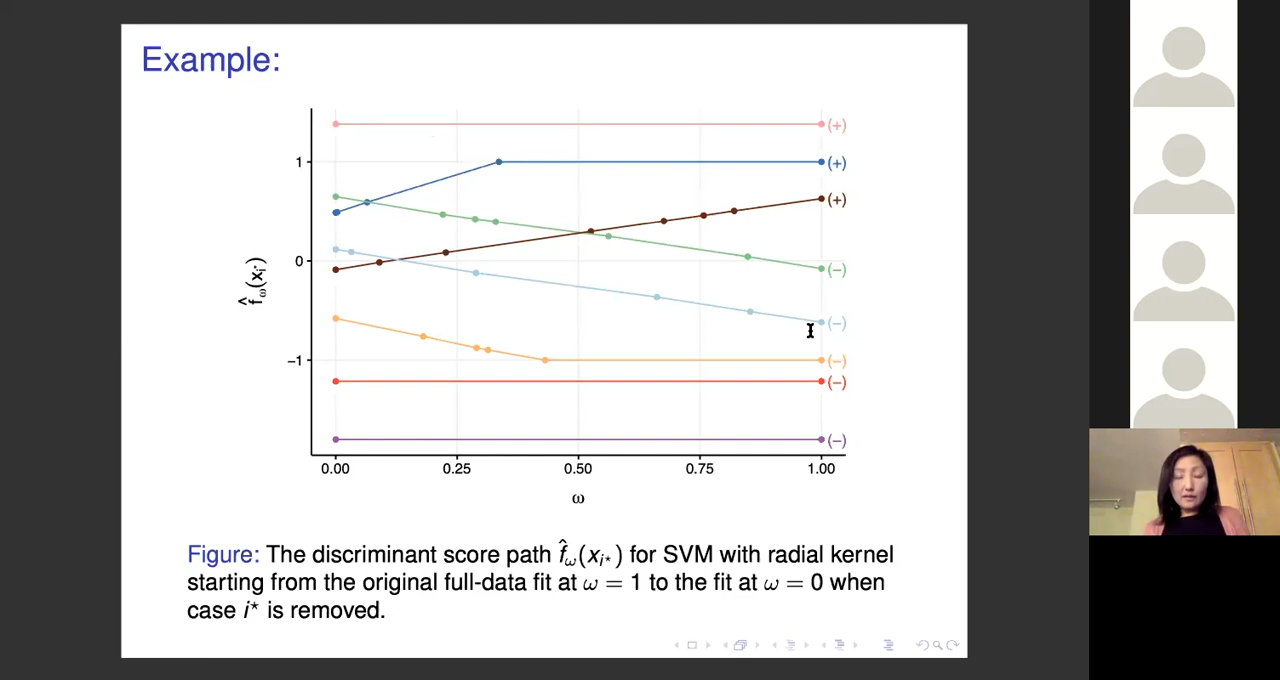 Example:
(+)
1
(+)
(+)
0
(−)
(−)
−1
(−)
(−)
(−)
f̂ω(xi⋆)
0.00 0.25 0.50 0.75 1.00
ω
Figure: The discriminant score path f̂ω(xi⋆) for SVM with radial kernel
starting from the original full-data fit at ω = 1 to the fit at ω = 0 when
case i⋆ is removed.